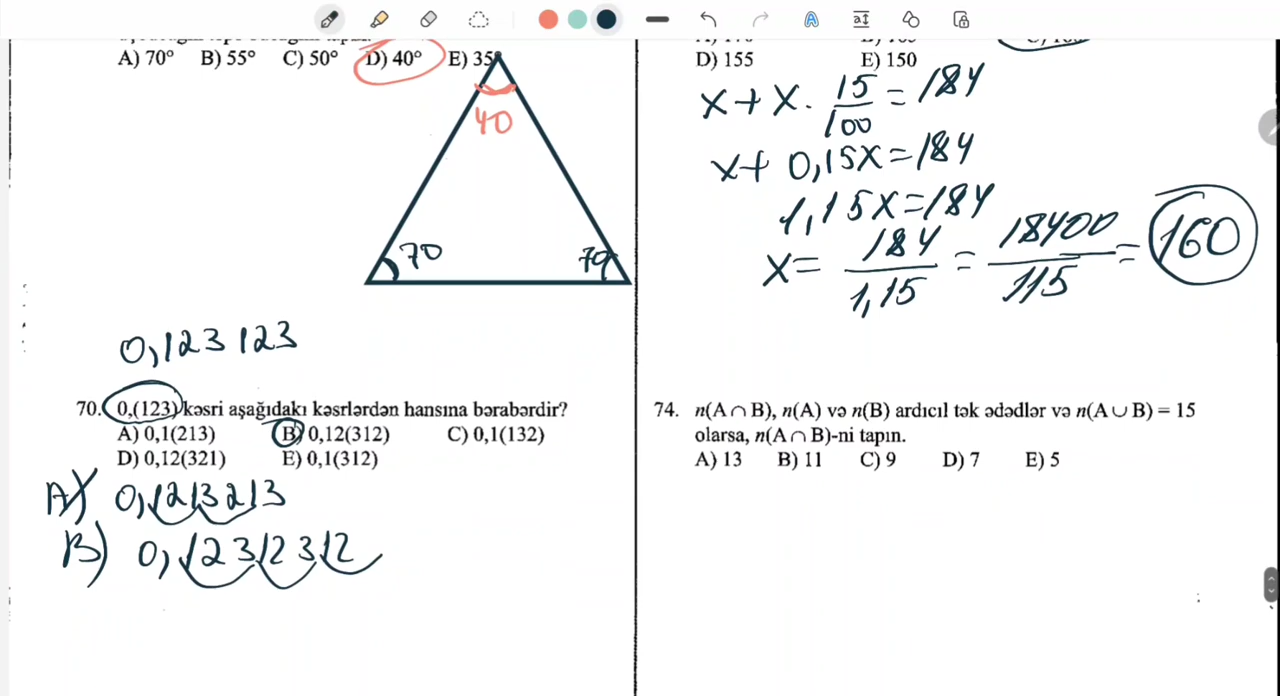 A) 70° B) 55° C) 50° D) 40° E) 35
40
70
70
0,123 123
70. 0,(123) kəsri aşağıdakı kəsrlərdən hansına bərabərdir?
A) 0,1(213) B) 0,12(312) C) 0,1(132)
D) 0,12(321) E) 0,1(312)
A) 0,1213213
B) 0,12312312
D) 155 E) 150
x + x · 15/100 = 184
x + 0,15x = 184
1,15x = 184
x = 184/1,15 = 18400/115 = 160
74. n(A ∩ B), n(A) və n(B) ardıcıl tək ədədlər və n(A ∪ B) = 15
olarsa, n(A ∩ B)-ni tapın.
A) 13 B) 11 C) 9 D) 7 E) 5